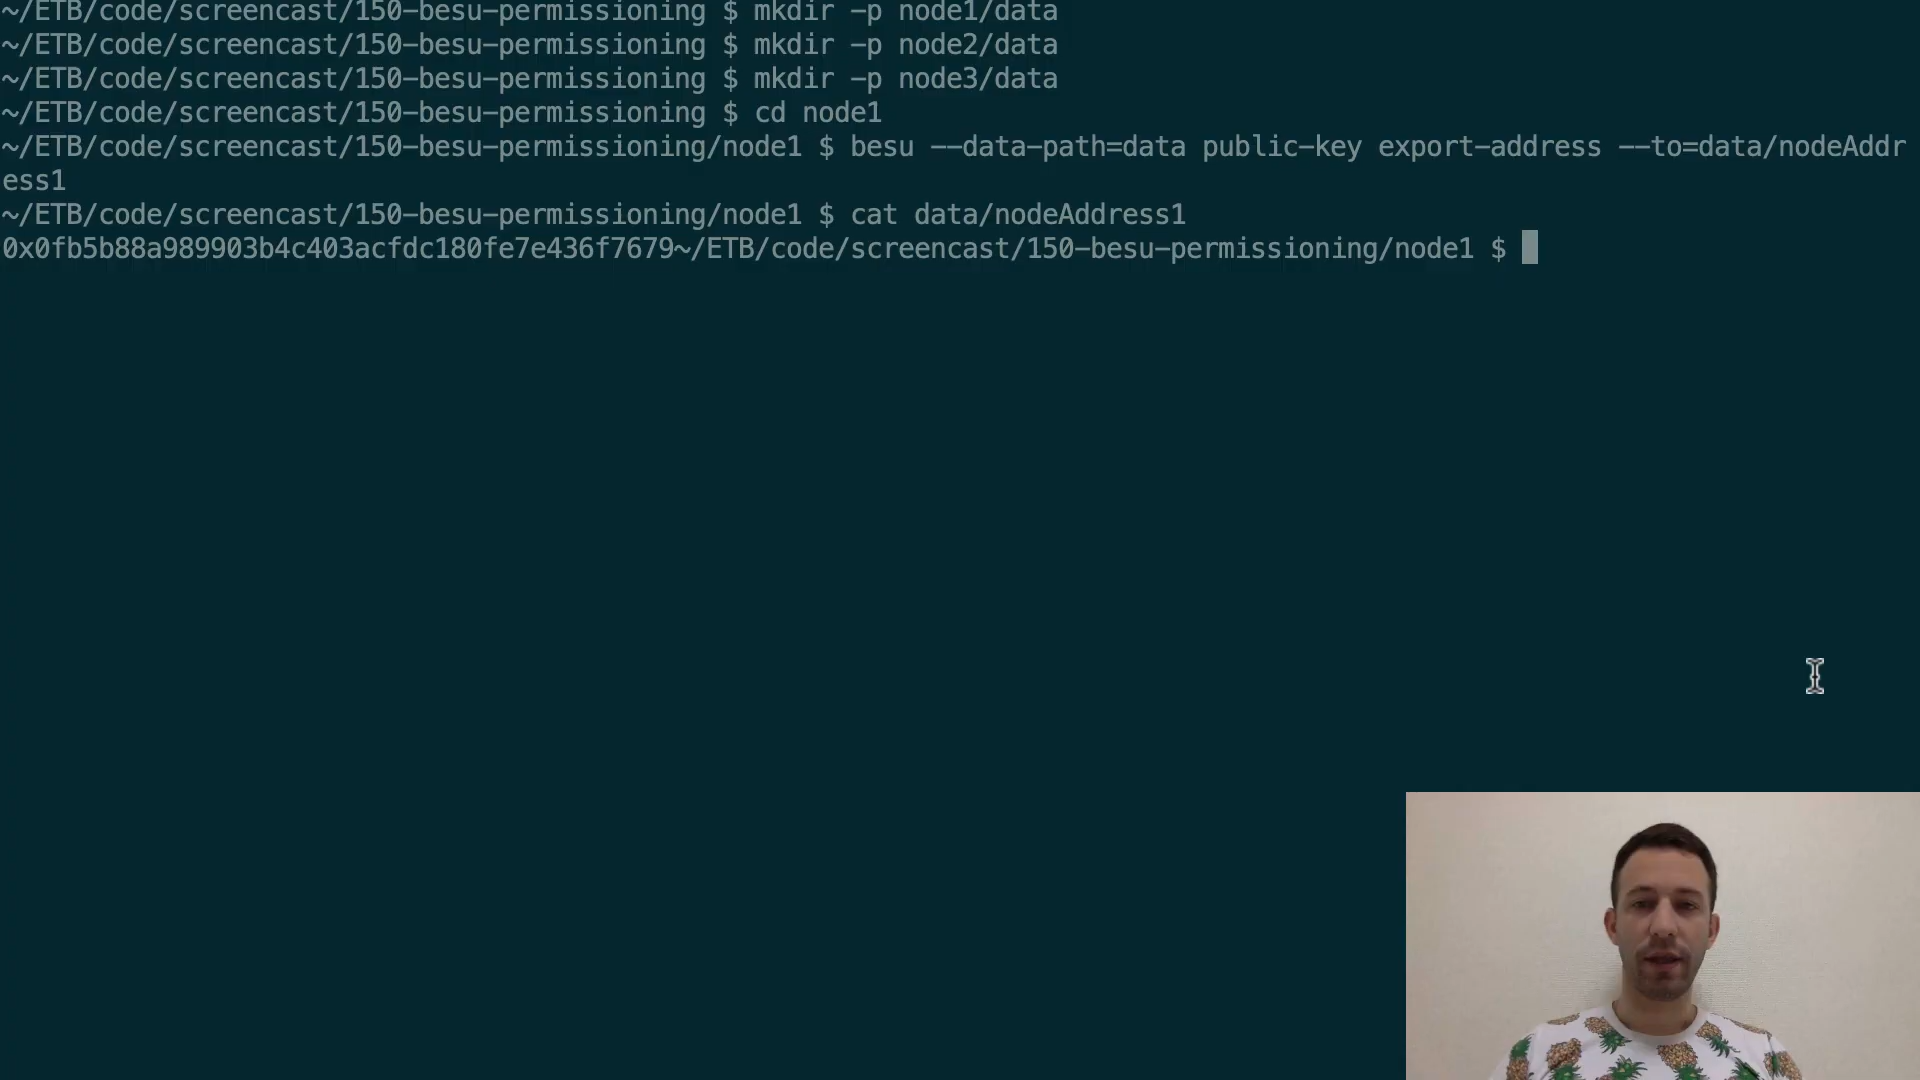 ~/ETB/code/screencast/150-besu-permissioning $ mkdir -p node1/data
~/ETB/code/screencast/150-besu-permissioning $ mkdir -p node2/data
~/ETB/code/screencast/150-besu-permissioning $ mkdir -p node3/data
~/ETB/code/screencast/150-besu-permissioning $ cd node1
~/ETB/code/screencast/150-besu-permissioning/node1 $ besu --data-path=data public-key export-address --to=data/nodeAddr
ess1
~/ETB/code/screencast/150-besu-permissioning/node1 $ cat data/nodeAddress1
0x0fb5b88a989903b4c403acfdc180fe7e436f7679~/ETB/code/screencast/150-besu-permissioning/node1 $